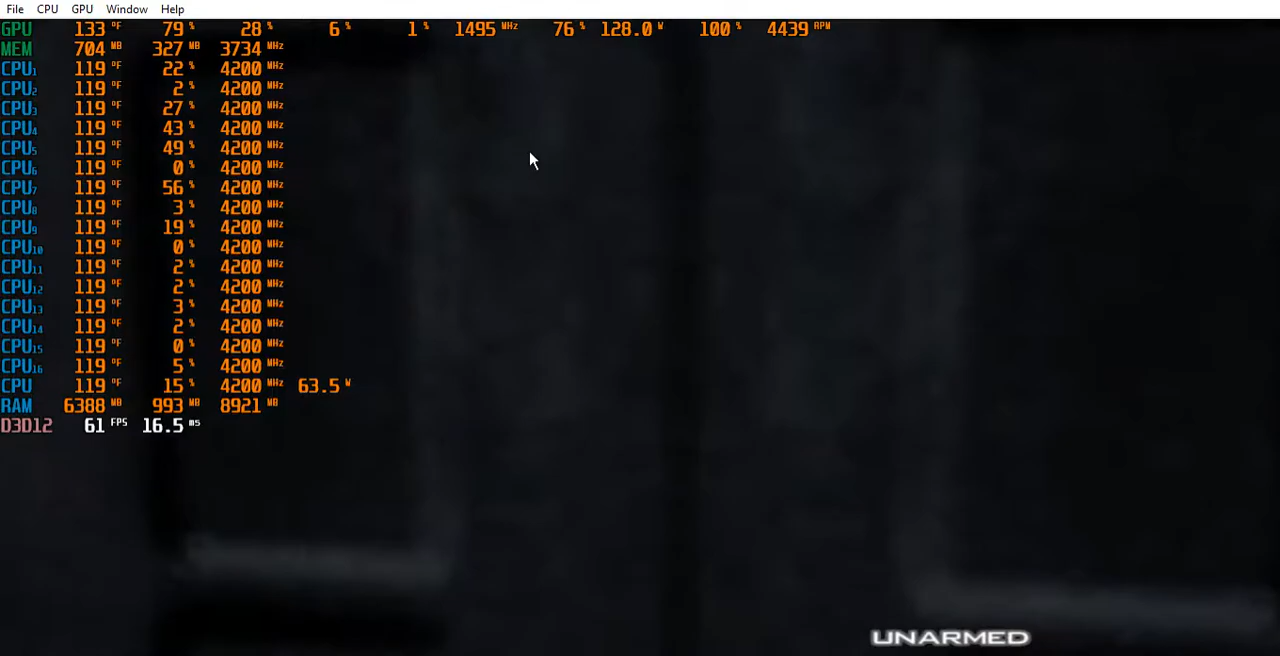 File CPU GPU Window Help
GPU 133 °F 79 % 28 % 6 % 1 % 1495 MHz 76 % 128.0 W 100 % 4439 RPM
MEM 704 MB 327 MB 3734 MHz
CPU1 119 °F 22 % 4200 MHz
CPU2 119 °F 2 % 4200 MHz
CPU3 119 °F 27 % 4200 MHz
CPU4 119 °F 43 % 4200 MHz
CPU5 119 °F 49 % 4200 MHz
CPU6 119 °F 0 % 4200 MHz
CPU7 119 °F 56 % 4200 MHz
CPU8 119 °F 3 % 4200 MHz
CPU9 119 °F 19 % 4200 MHz
CPU10 119 °F 0 % 4200 MHz
CPU11 119 °F 2 % 4200 MHz
CPU12 119 °F 2 % 4200 MHz
CPU13 119 °F 3 % 4200 MHz
CPU14 119 °F 2 % 4200 MHz
CPU15 119 °F 0 % 4200 MHz
CPU16 119 °F 5 % 4200 MHz
CPU 119 °F 15 % 4200 MHz 63.5 W
RAM 6388 MB 993 MB 8921 MB
D3D12 61 FPS 16.5 ms
UNARMED